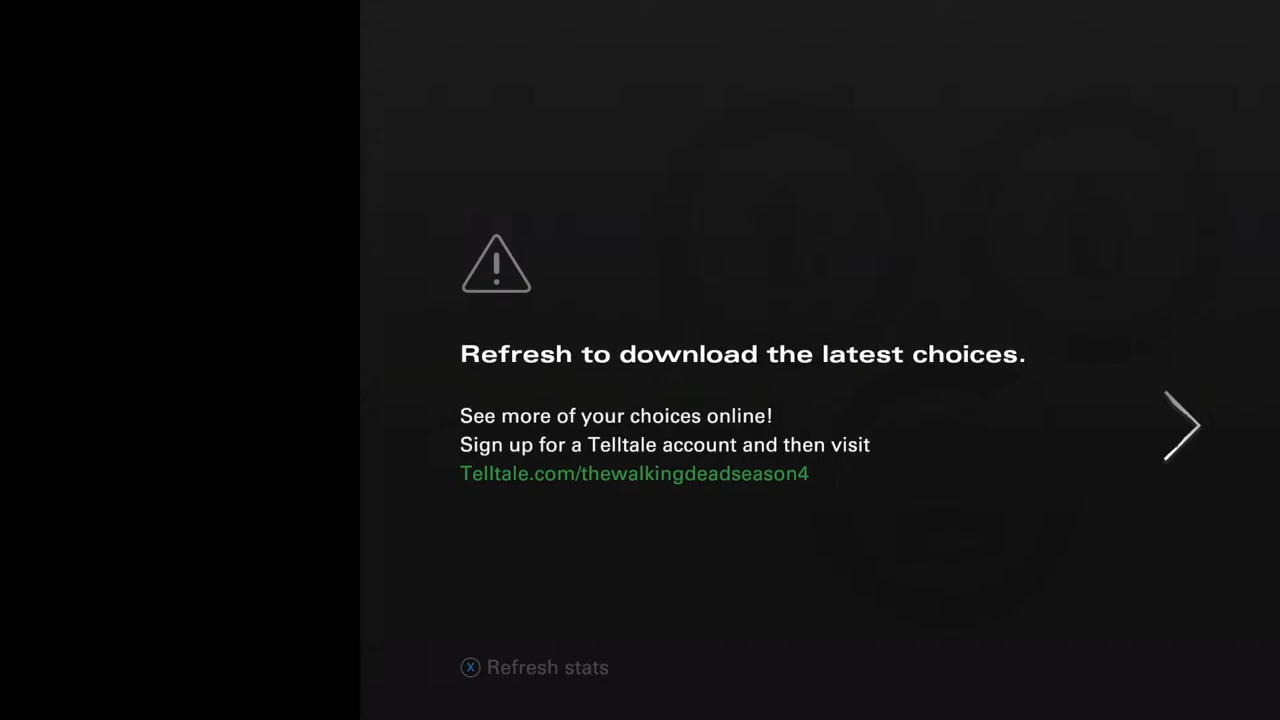 Refresh to download the latest choices.
See more of your choices online!
Sign up for a Telltale account and then visit
Telltale.com/thewalkingdeadseason4
X Refresh stats